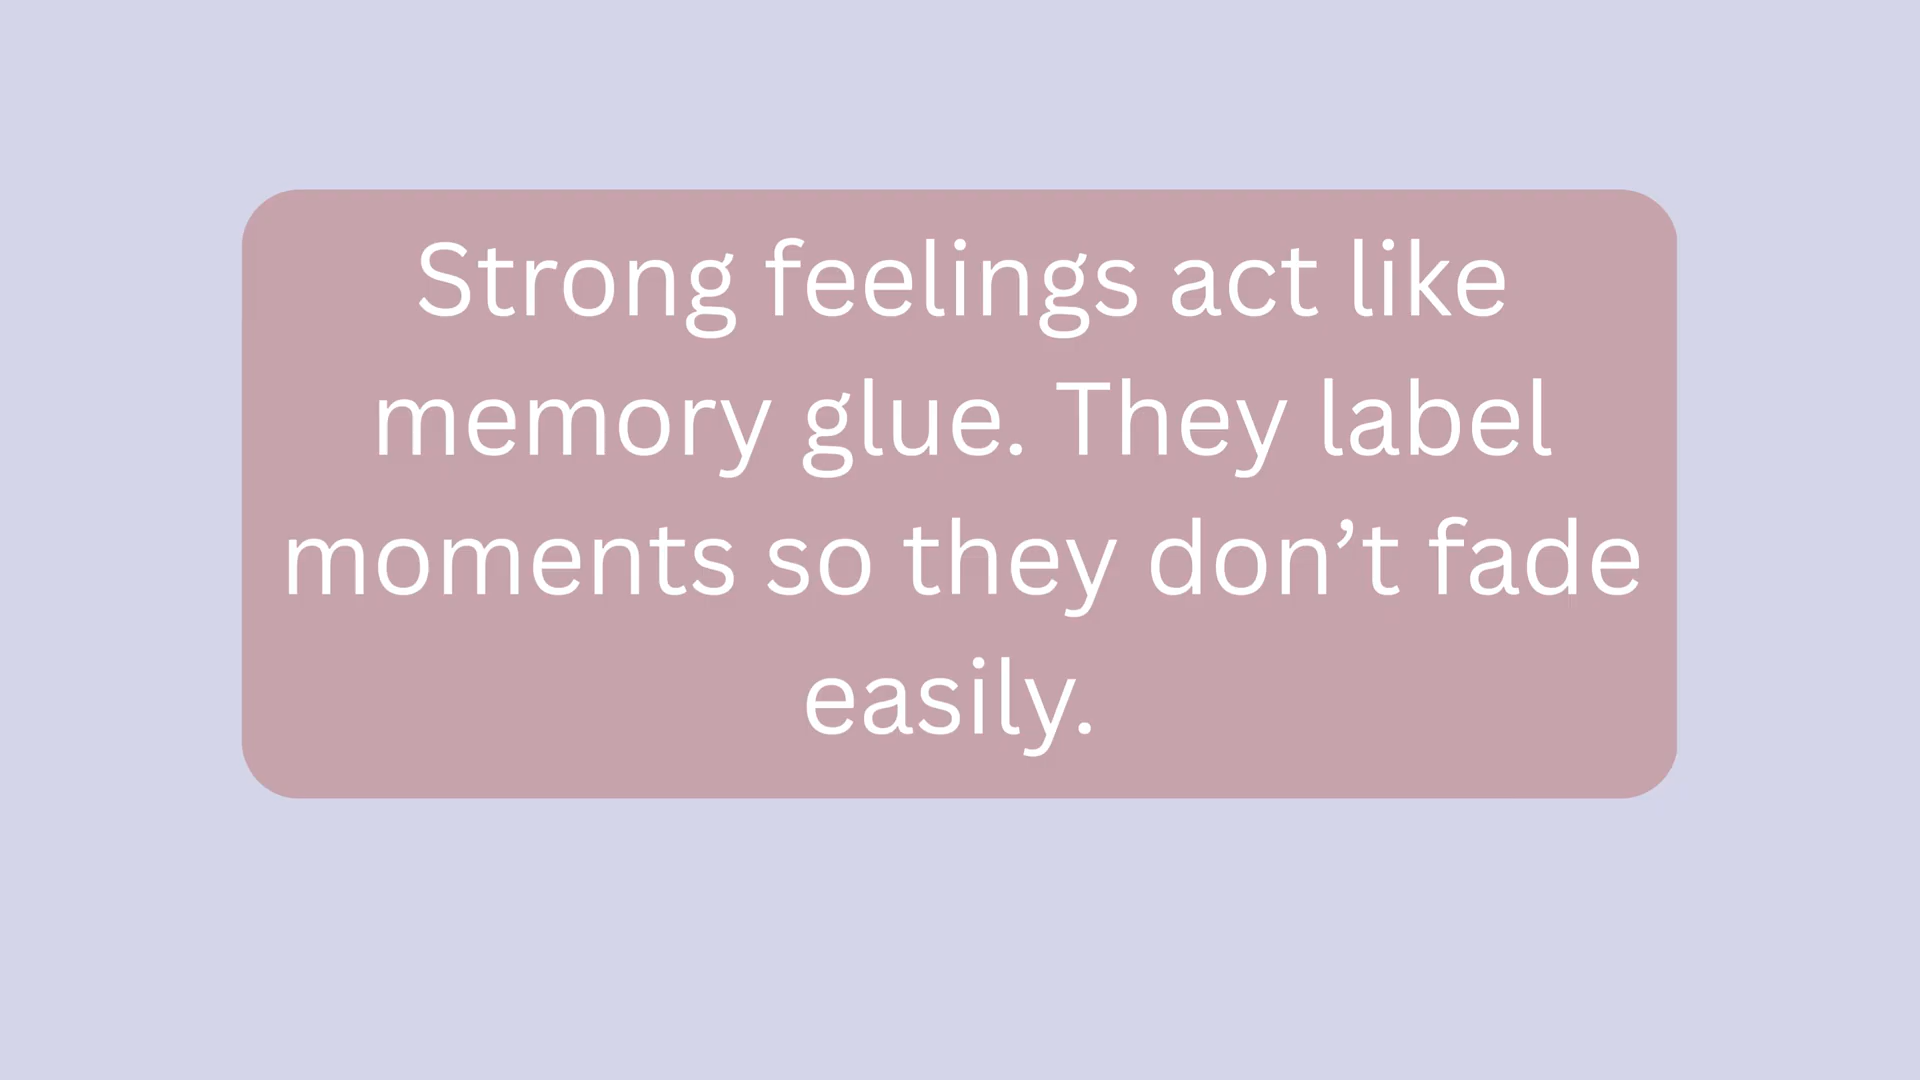 Strong feelings act like
memory glue. They label
moments so they don’t fade
easily.